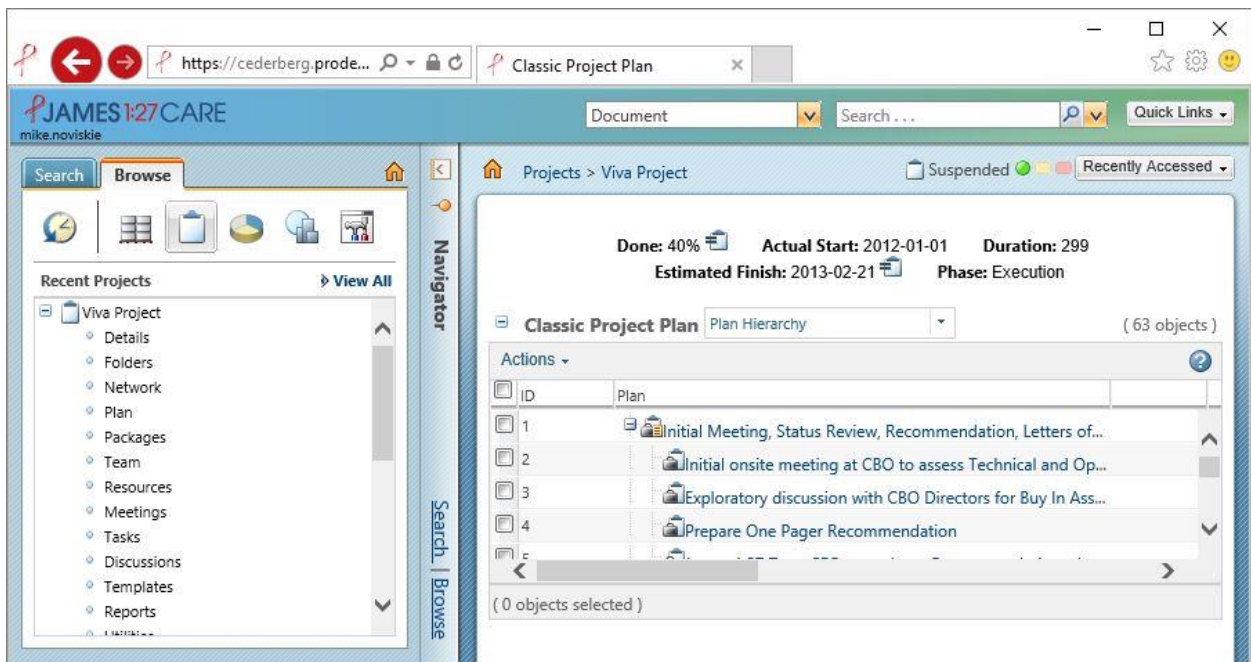 https://cederberg.prode...
Classic Project Plan
JAMES 1:27 CARE
mike.noviskie
Document
Search . . .
Quick Links
Search
Browse
Recent Projects
View All
Viva Project
Details
Folders
Network
Plan
Packages
Team
Resources
Meetings
Tasks
Discussions
Templates
Reports
Utilities
Navigator
Search | Browse
Projects > Viva Project
Suspended
Recently Accessed
Done: 40% Actual Start: 2012-01-01 Duration: 299
Estimated Finish: 2013-02-21 Phase: Execution
Classic Project Plan Plan Hierarchy ( 63 objects )
Actions
ID Plan
1 Initial Meeting, Status Review, Recommendation, Letters of...
2 Initial onsite meeting at CBO to assess Technical and Op...
3 Exploratory discussion with CBO Directors for Buy In Ass...
4 Prepare One Pager Recommendation
5
( 0 objects selected )